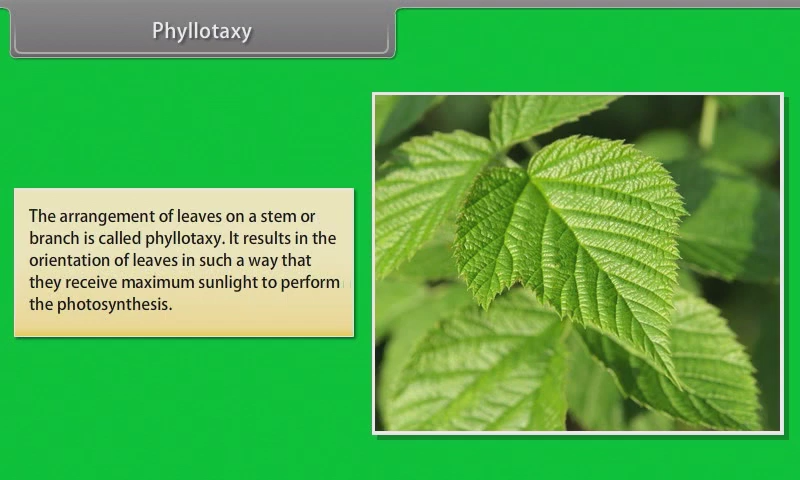 Phyllotaxy
The arrangement of leaves on a stem or
branch is called phyllotaxy. It results in the
orientation of leaves in such a way that
they receive maximum sunlight to perform
the photosynthesis.